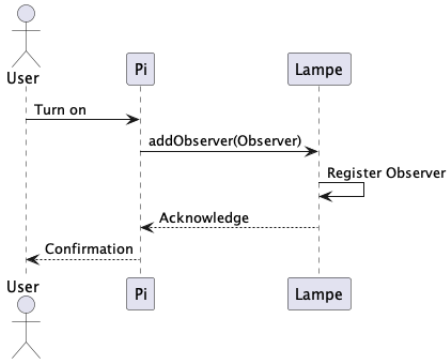 User
Pi
Lampe
Turn on
addObserver(Observer)
Register Observer
Acknowledge
Confirmation
User
Pi
Lampe